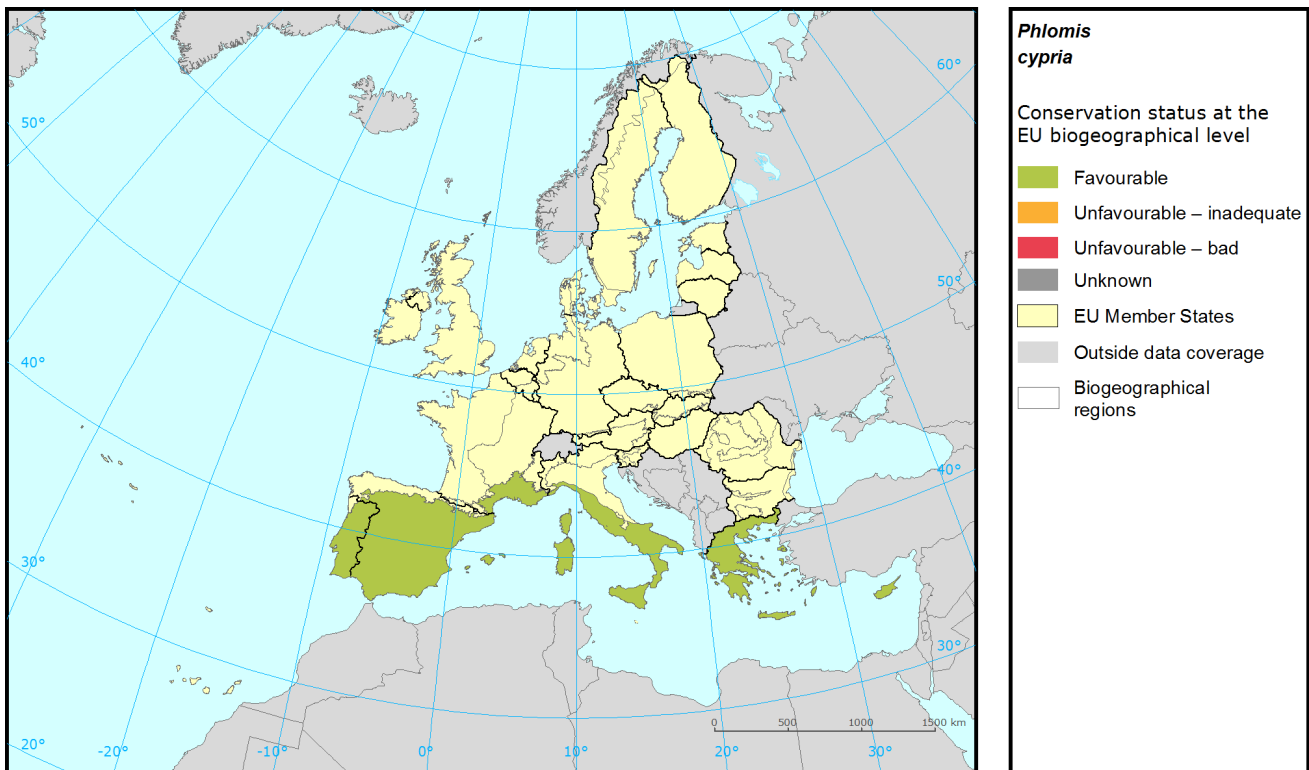 Phlomis
cypria
Conservation status at the
EU biogeographical level
Favourable
Unfavourable – inadequate
Unfavourable – bad
Unknown
EU Member States
Outside data coverage
Biogeographical
regions
60°
50°
50°
40°
40°
30°
30°
20°
-20°
-10°
0°
10°
20°
30°
0 500 1000 1500 km